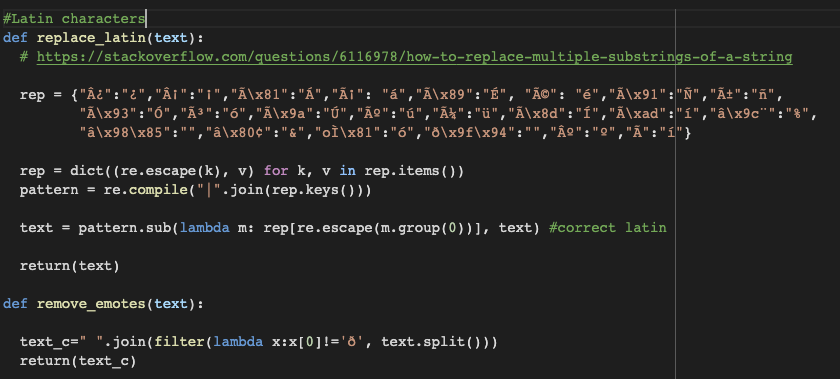 #Latin characters
def replace_latin(text):
# https://stackoverflow.com/questions/6116978/how-to-replace-multiple-substrings-of-a-string
rep = {"Â¿":"¿","Â¡":"¡","Ã\x81":"Á","Ã¡": "á","Ã\x89":"É", "Ã©": "é","Ã\x91":"Ñ","Ã±":"ñ",
"Ã\x93":"Ó","Ã³":"ó","Ã\x9a":"Ú","Ãº":"ú","Ã¼":"ü","Ã\x8d":"Í","Ã\xad":"í","â\x9c¨":"%",
"â\x98\x85":"","â\x80¢":"&","oÌ\x81":"ó","ð\x9f\x94":"","Âº":"º","Ã":"í"}
rep = dict((re.escape(k), v) for k, v in rep.items())
pattern = re.compile("|".join(rep.keys()))
text = pattern.sub(lambda m: rep[re.escape(m.group(0))], text) #correct latin
return(text)
def remove_emotes(text):
text_c=" ".join(filter(lambda x:x[0]!='ð', text.split()))
return(text_c)